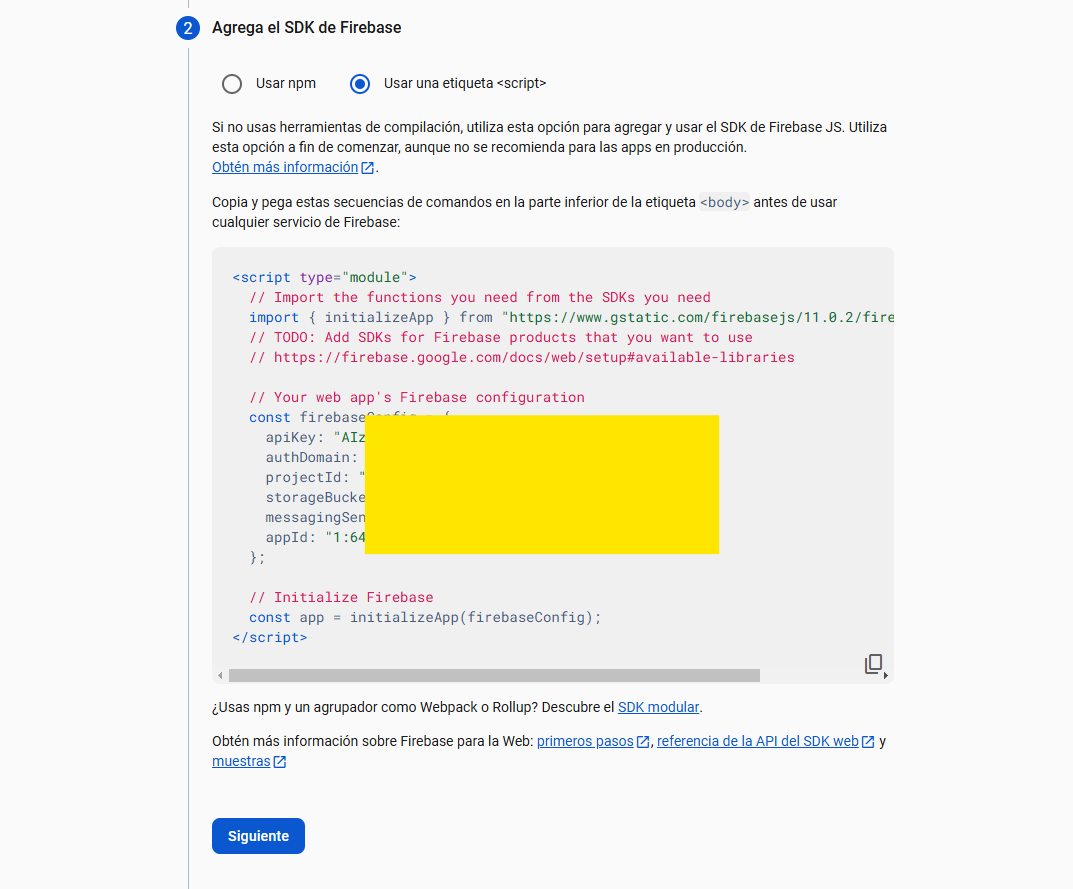 2 Agrega el SDK de Firebase
Usar npm Usar una etiqueta <script>
Si no usas herramientas de compilación, utiliza esta opción para agregar y usar el SDK de Firebase JS. Utiliza
esta opción a fin de comenzar, aunque no se recomienda para las apps en producción.
Obtén más información.
Copia y pega estas secuencias de comandos en la parte inferior de la etiqueta <body> antes de usar
cualquier servicio de Firebase:
<script type="module">
// Import the functions you need from the SDKs you need
import { initializeApp } from "https://www.gstatic.com/firebasejs/11.0.2/fire
// TODO: Add SDKs for Firebase products that you want to use
// https://firebase.google.com/docs/web/setup#available-libraries
// Your web app's Firebase configuration
const firebaseConfig = {
apiKey: "AIz
authDomain:
projectId: "
storageBucke
messagingSen
appId: "1:64
};
// Initialize Firebase
const app = initializeApp(firebaseConfig);
</script>
¿Usas npm y un agrupador como Webpack o Rollup? Descubre el SDK modular.
Obtén más información sobre Firebase para la Web: primeros pasos, referencia de la API del SDK web y
muestras
Siguiente